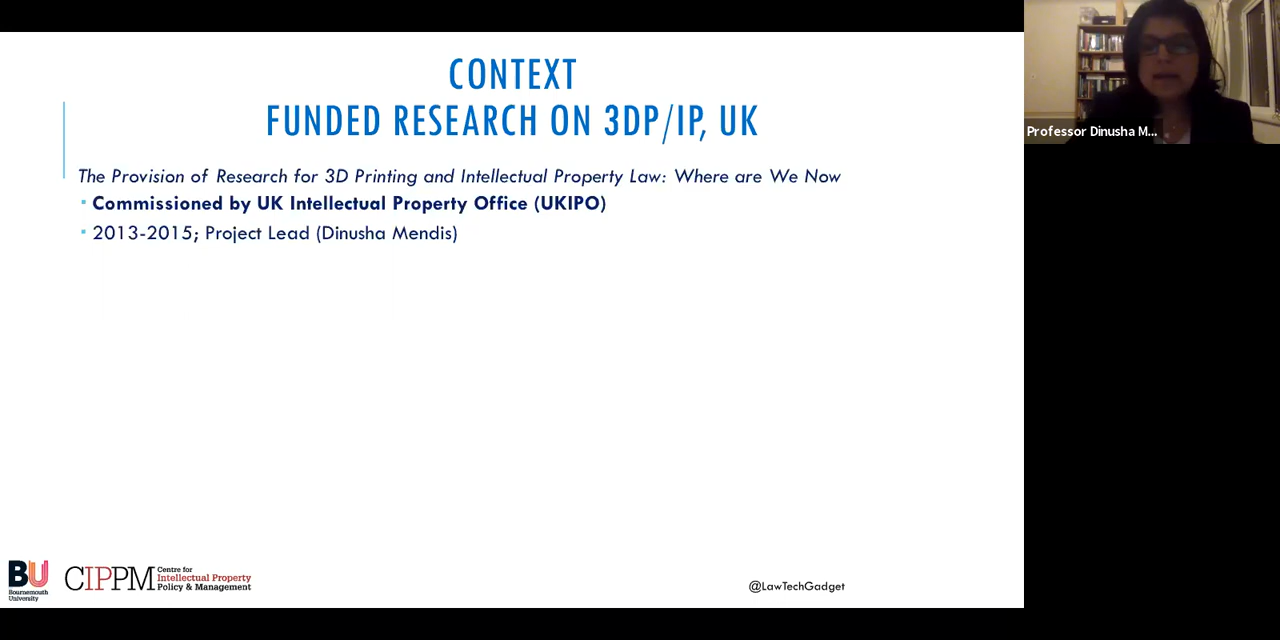 CONTEXT
FUNDED RESEARCH ON 3DP/IP, UK
The Provision of Research for 3D Printing and Intellectual Property Law: Where are We Now
Commissioned by UK Intellectual Property Office (UKIPO)
2013-2015; Project Lead (Dinusha Mendis)
Professor Dinusha M...
BU
Bournemouth
University
CIPPM
Centre for
Intellectual Property
Policy & Management
@LawTechGadget